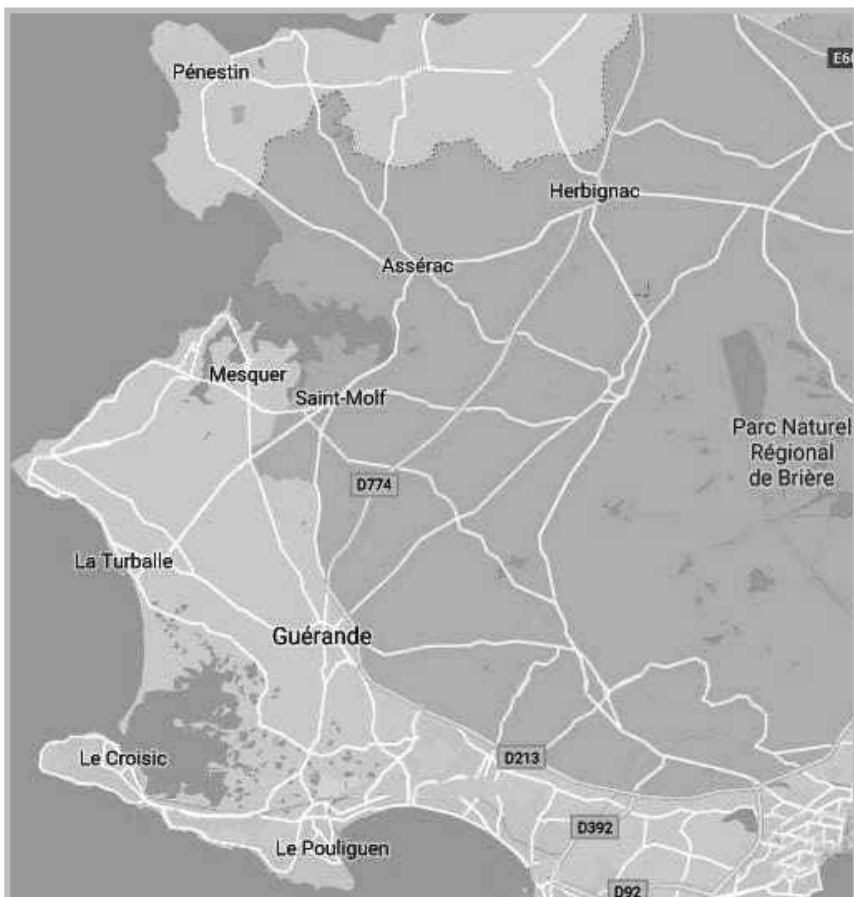 Pénestin
E60
Herbignac
Assérac
Mesquer
Saint-Molf
Parc Naturel
Régional
de Brière
D774
La Turballe
Guérande
Le Croisic
D213
D392
Le Pouliguen
D92